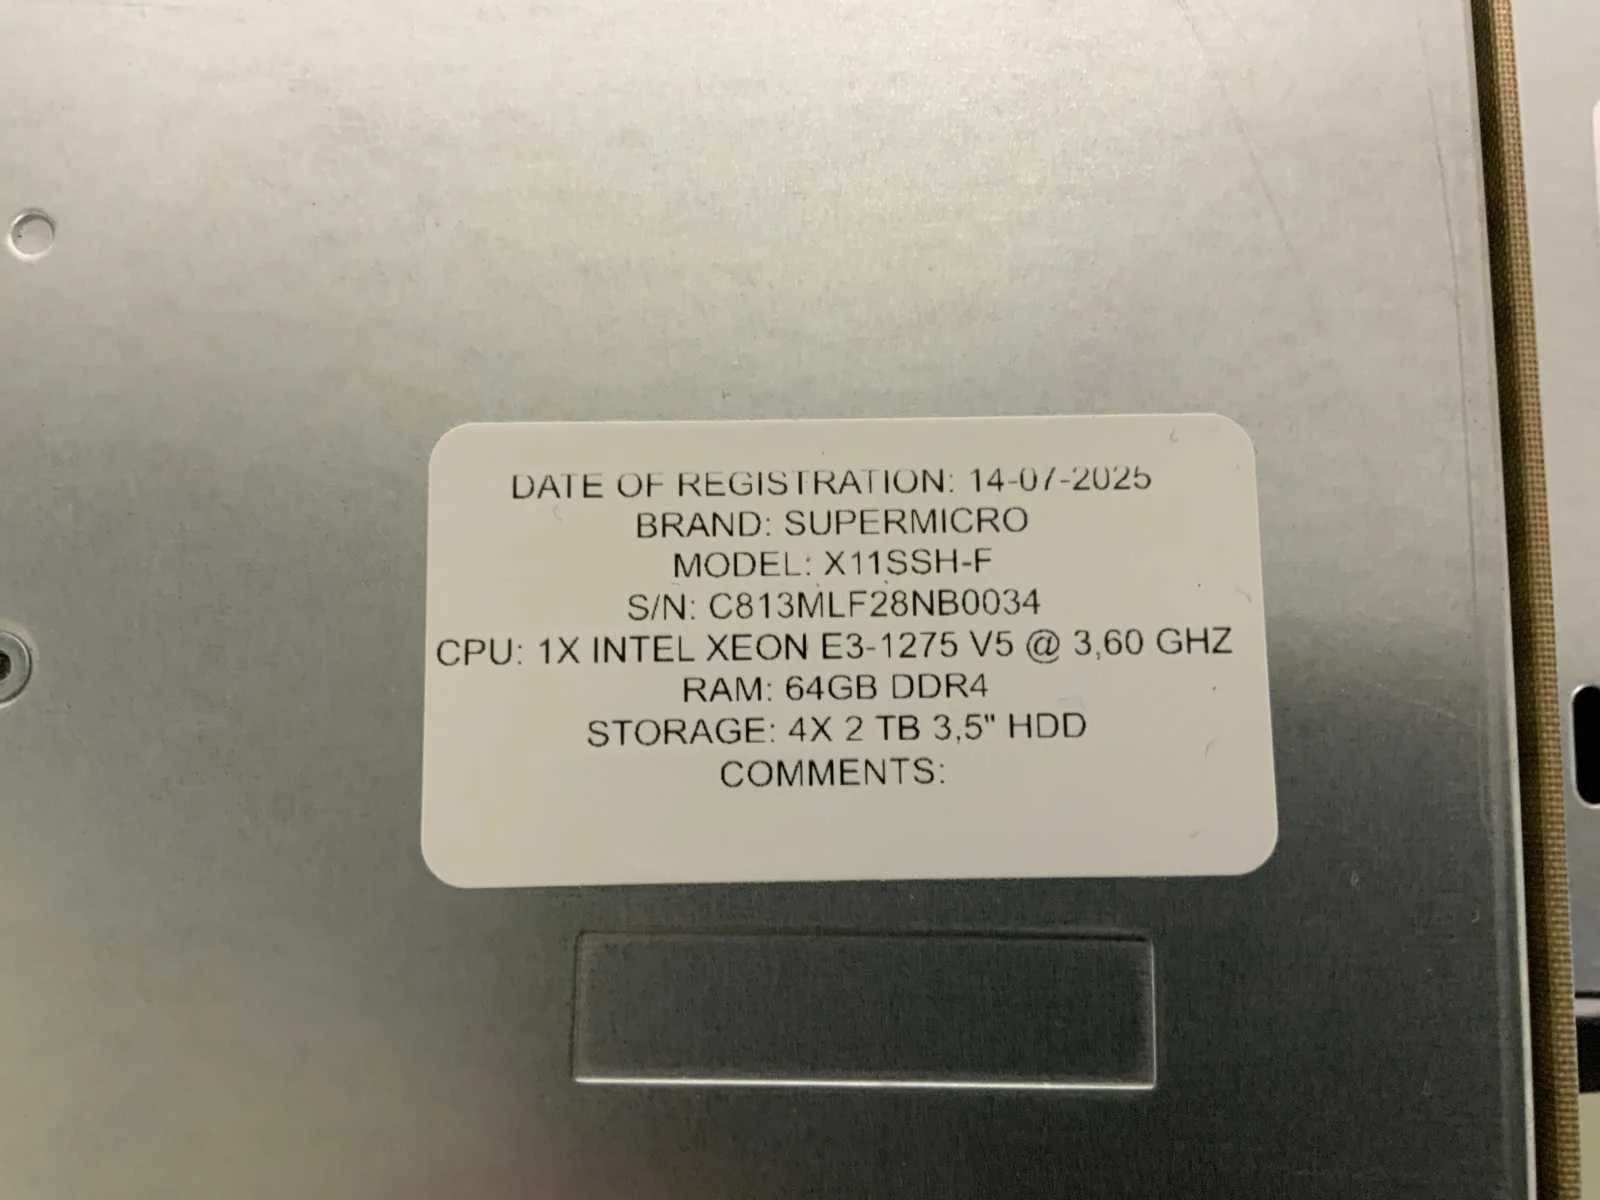 DATE OF REGISTRATION: 14-07-2025
BRAND: SUPERMICRO
MODEL: X11SSH-F
S/N: C813MLF28NB0034
CPU: 1X INTEL XEON E3-1275 V5 @ 3,60 GHZ
RAM: 64GB DDR4
STORAGE: 4X 2 TB 3,5" HDD
COMMENTS: